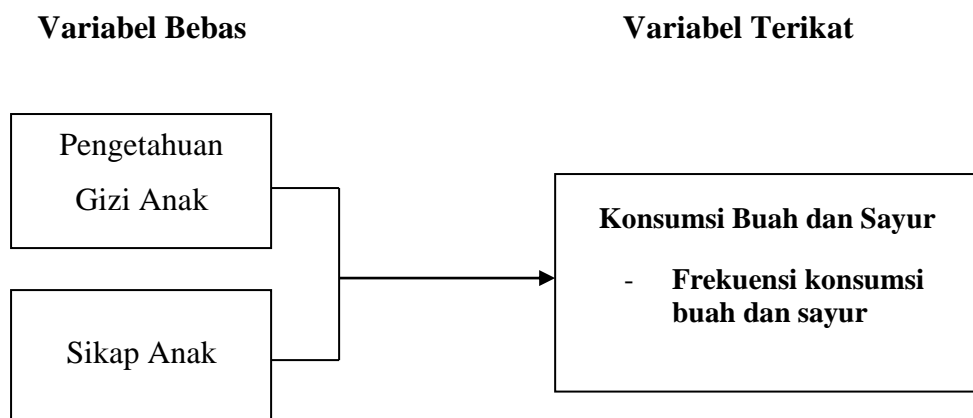 Variabel Bebas
Variabel Terikat
Pengetahuan
Gizi Anak
Sikap Anak
Konsumsi Buah dan Sayur
- Frekuensi konsumsi
buah dan sayur